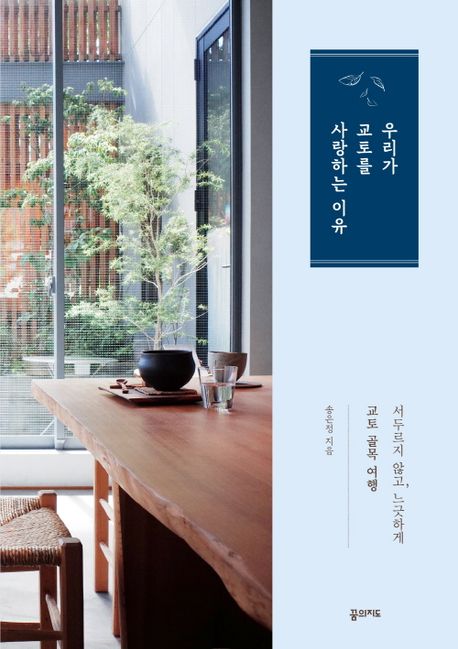 우리가
교토를
사랑하는 이유
서두르지 않고, 느긋하게
교토 골목 여행
송은정 지음
꿈의지도